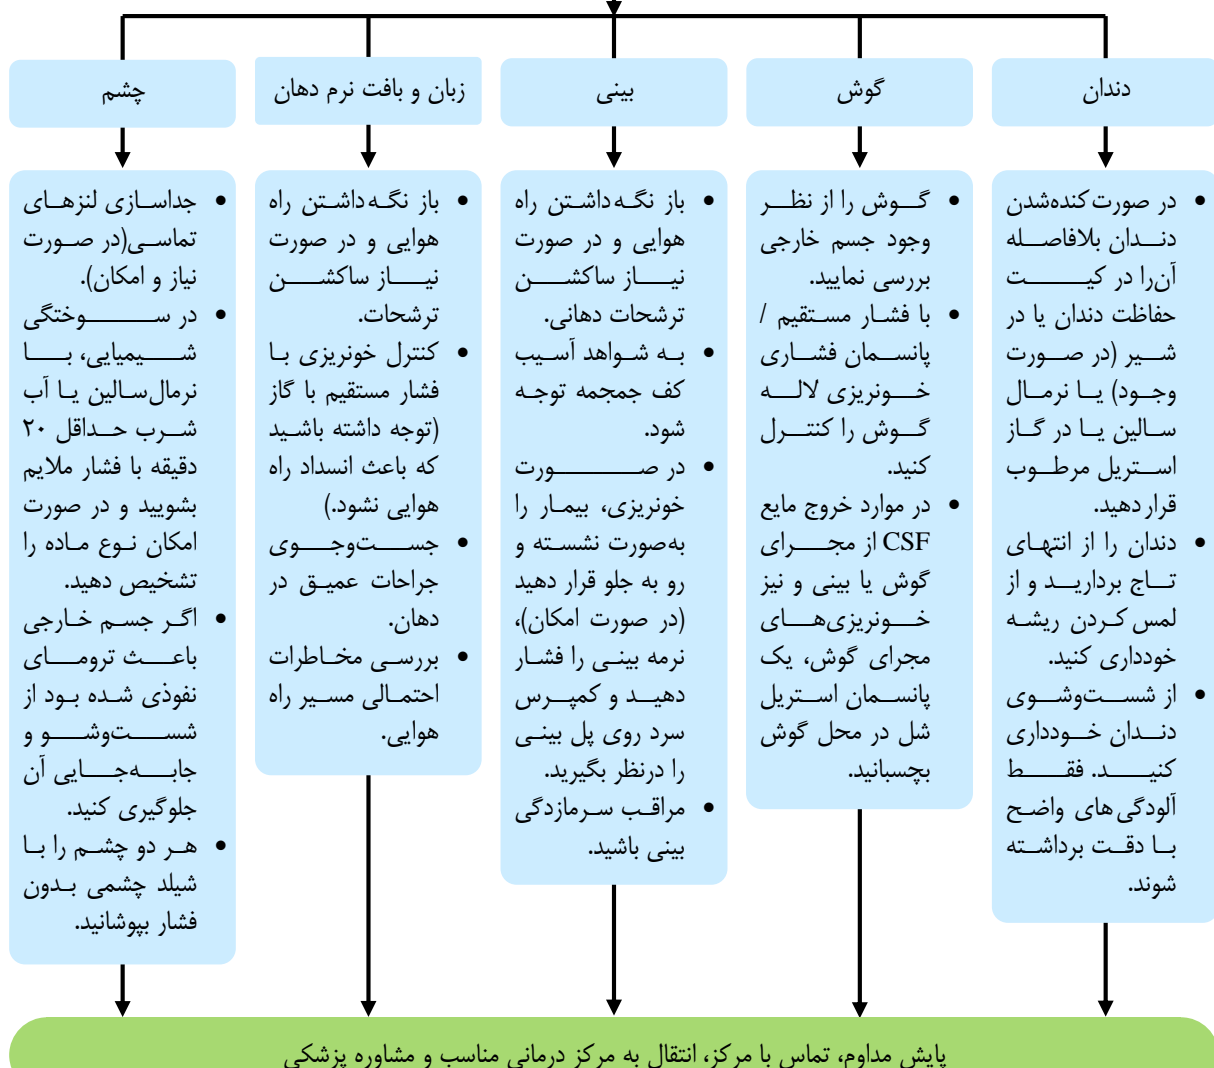 دندان
گوش
بینی
زبان و بافت نرم دهان
چشم
• در صورت کنده‌شدن
دندان بلافاصله
آن‌را در کیت
حفاظت دندان یا در
شیر (در صورت
وجود) یا نرمال
سالین یا در گاز
استریل مرطوب
قرار دهید.
• دندان را از انتهای
تاج بردارید و از
لمس کردن ریشه
خودداری کنید.
• از شست‌وشوی
دندان خودداری
کنید. فقط
آلودگی های واضح
با دقت برداشته
شوند.
• گوش را از نظر
وجود جسم خارجی
بررسی نمایید.
• با فشار مستقیم /
پانسمان فشاری
خونریزی لاله
گوش را کنترل
کنید.
• در موارد خروج مایع
CSF از مجرای
گوش یا بینی و نیز
خونریزی‌های
مجرای گوش، یک
پانسمان استریل
شل در محل گوش
بچسبانید.
• باز نگه‌داشتن راه
هوایی و در صورت
نیاز ساکشن
ترشحات دهانی.
• به شواهد آسیب
کف جمجمه توجه
شود.
• در صورت
خونریزی، بیمار را
به‌صورت نشسته و
رو به جلو قرار دهید
(در صورت امکان)،
نرمه بینی را فشار
دهید و کمپرس
سرد روی پل بینی
را درنظر بگیرید.
• مراقب سرمازدگی
بینی باشید.
• باز نگه‌داشتن راه
هوایی و در صورت
نیاز ساکشن
ترشحات.
• کنترل خونریزی با
فشار مستقیم با گاز
(توجه داشته باشید
که باعث انسداد راه
هوایی نشود.)
• جست‌وجوی
جراحات عمیق در
دهان.
• بررسی مخاطرات
احتمالی مسیر راه
هوایی.
• جداسازی لنزهای
تماسی(در صورت
نیاز و امکان).
• در سوختگی
شیمیایی، با
نرمال‌سالین یا آب
شرب حداقل ۲۰
دقیقه با فشار ملایم
بشویید و در صورت
امکان نوع ماده را
تشخیص دهید.
• اگر جسم خارجی
باعث ترومای
نفوذی شده بود از
شست‌وشو و
جابه‌جایی آن
جلوگیری کنید.
• هر دو چشم را با
شیلد چشمی بدون
فشار بپوشانید.
پایش مداوم، تماس با مرکز، انتقال به مرکز درمانی مناسب و مشاوره پزشکی